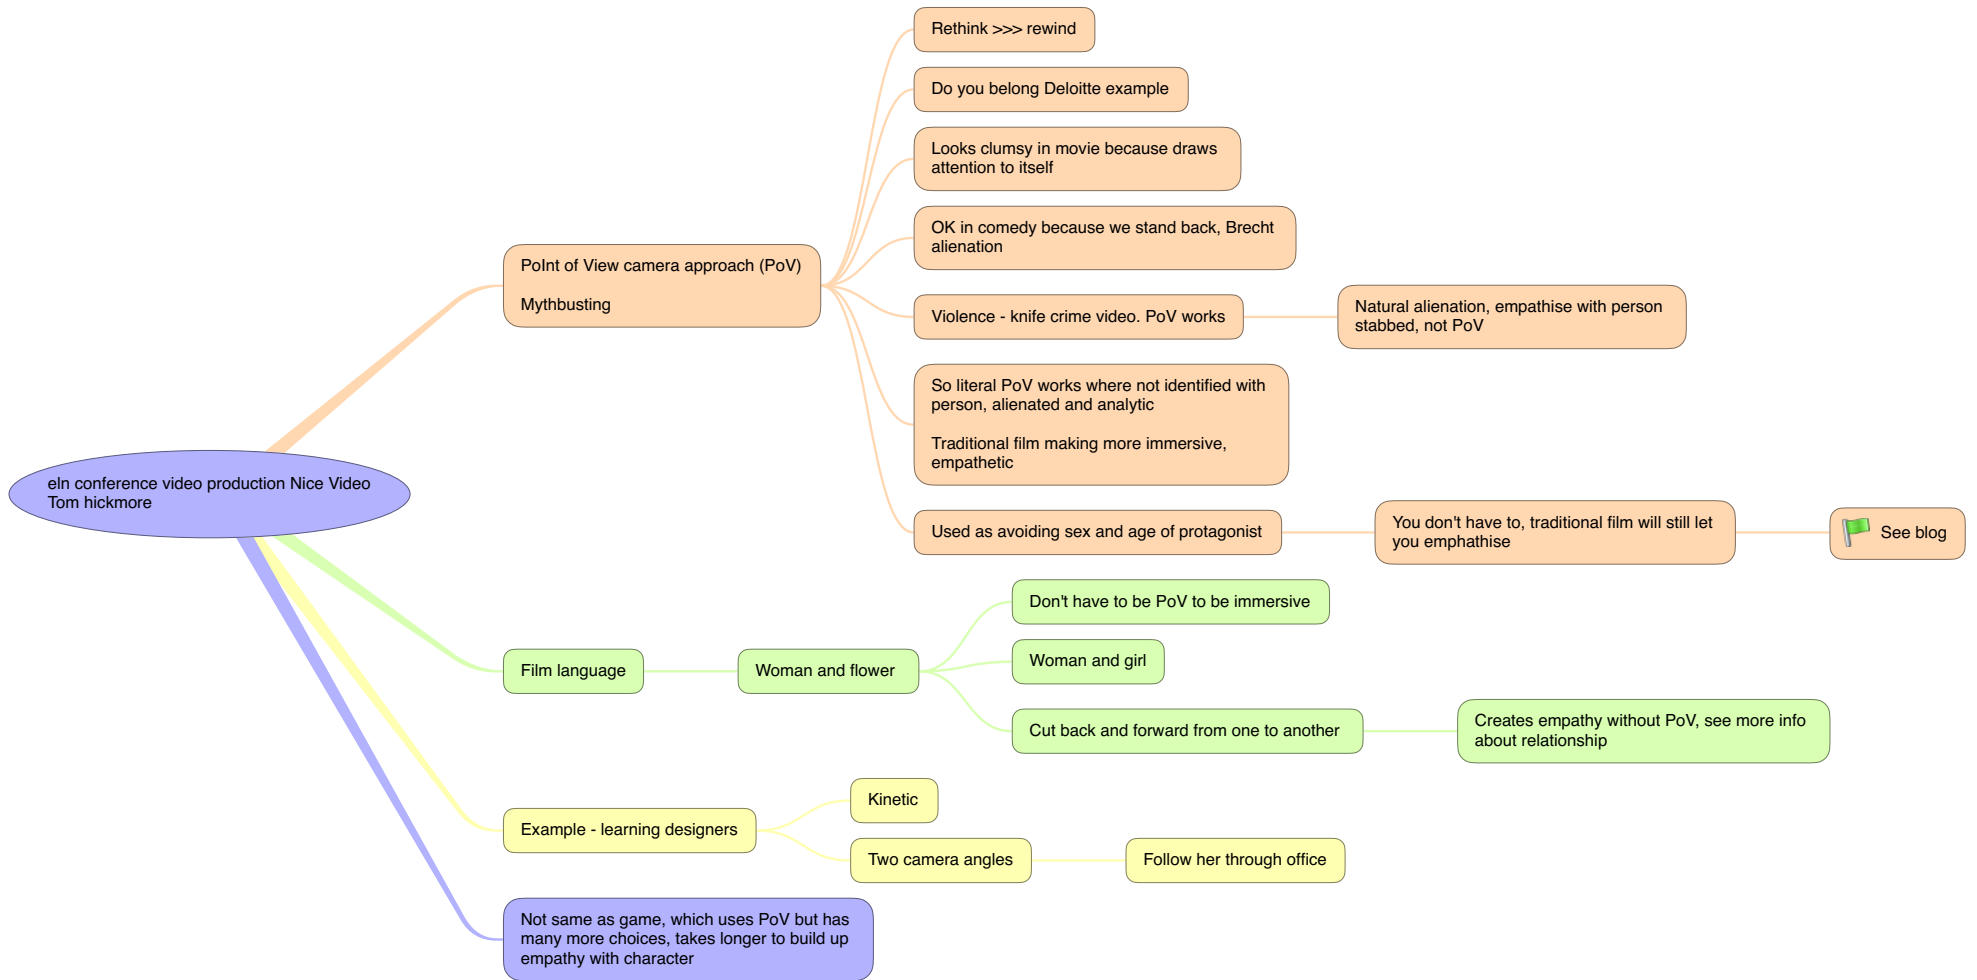 eln conference video production Nice Video
Tom hickmore
PoInt of View camera approach (PoV)
Mythbusting
Rethink >>> rewind
Do you belong Deloitte example
Looks clumsy in movie because draws
attention to itself
OK in comedy because we stand back, Brecht
alienation
Violence - knife crime video. PoV works
Natural alienation, empathise with person
stabbed, not PoV
So literal PoV works where not identified with
person, alienated and analytic
Traditional film making more immersive,
empathetic
Used as avoiding sex and age of protagonist
You don't have to, traditional film will still let
you emphathise
See blog
Film language
Woman and flower
Don't have to be PoV to be immersive
Woman and girl
Cut back and forward from one to another
Creates empathy without PoV, see more info
about relationship
Example - learning designers
Kinetic
Two camera angles
Follow her through office
Not same as game, which uses PoV but has
many more choices, takes longer to build up
empathy with character